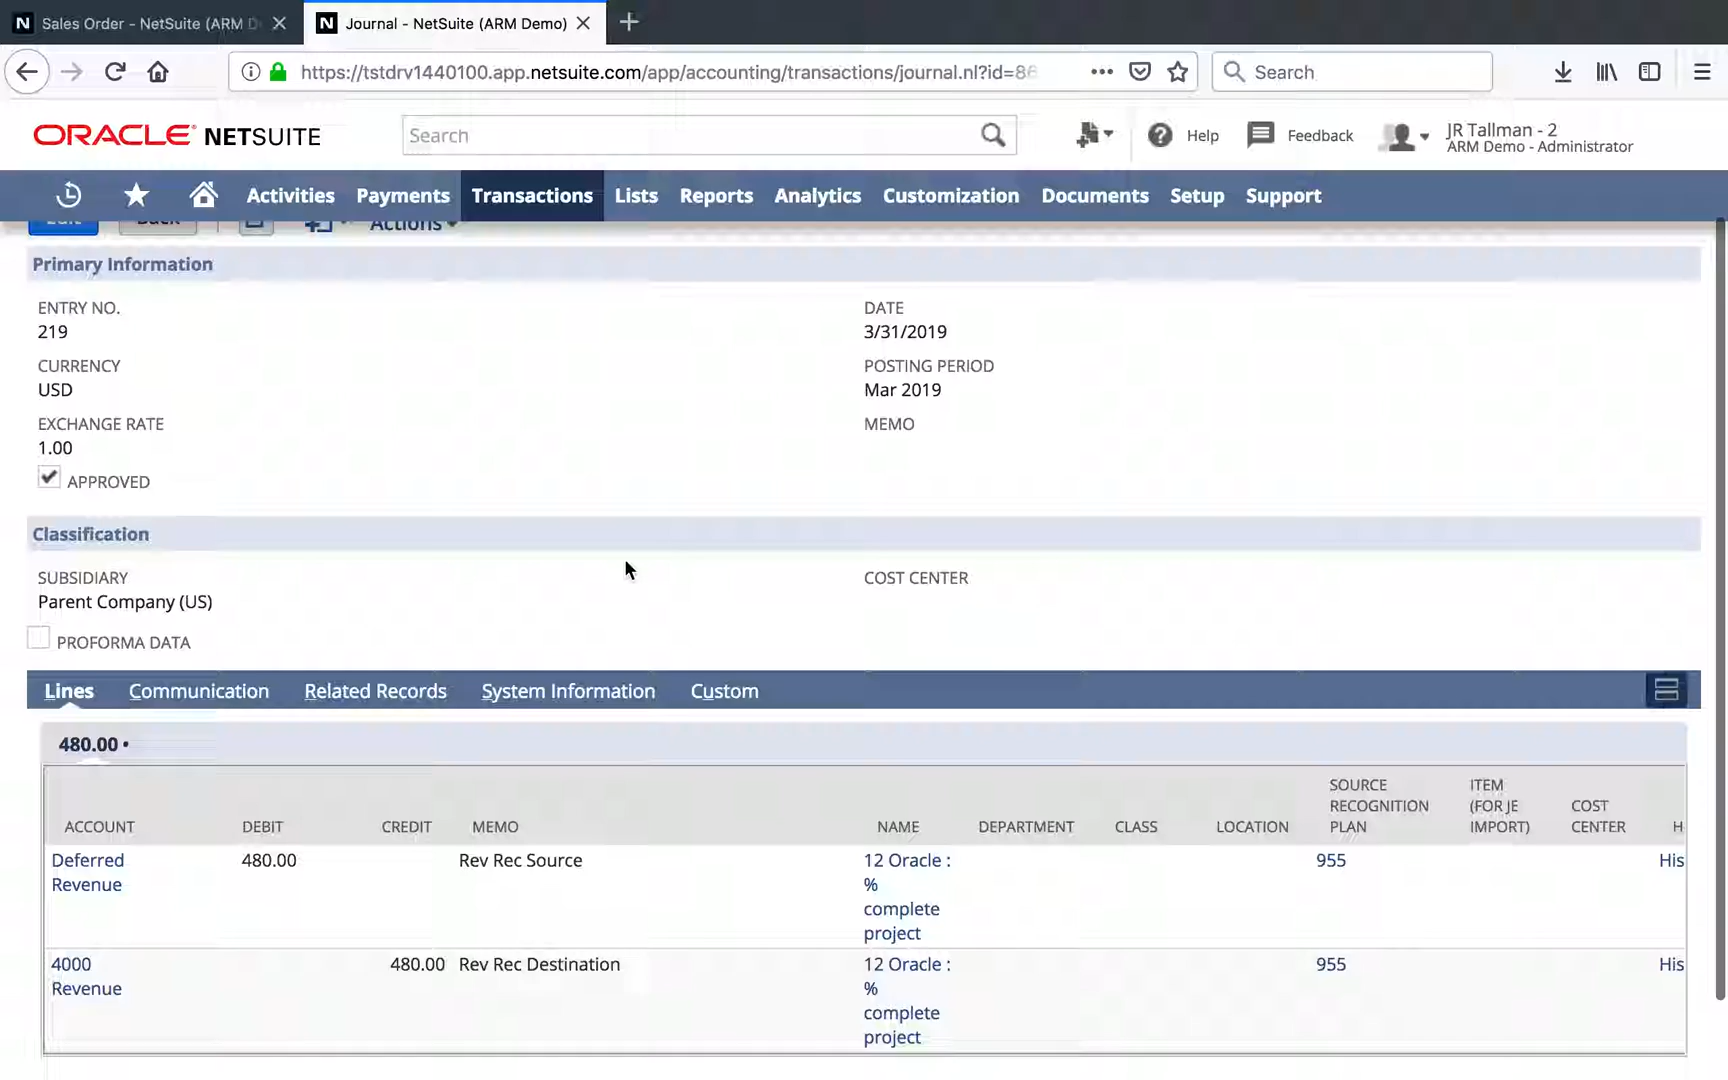 Sales Order - NetSuite (ARM D
Journal - NetSuite (ARM Demo)
https://tstdrv1440100.app.netsuite.com/app/accounting/transactions/journal.nl?id=86
Search
ORACLE NETSUITE
Search
Help
Feedback
JR Tallman - 2
ARM Demo - Administrator
Activities Payments Transactions Lists Reports Analytics Customization Documents Setup Support
Edit Back Actions
Primary Information
ENTRY NO.
219
DATE
3/31/2019
CURRENCY
USD
POSTING PERIOD
Mar 2019
EXCHANGE RATE
1.00
MEMO
APPROVED
Classification
SUBSIDIARY
Parent Company (US)
COST CENTER
PROFORMA DATA
Lines Communication Related Records System Information Custom
480.00 •
ACCOUNT DEBIT CREDIT MEMO NAME DEPARTMENT CLASS LOCATION SOURCE RECOGNITION PLAN ITEM (FOR JE IMPORT) COST CENTER H
Deferred Revenue 480.00 Rev Rec Source 12 Oracle : % complete project 955 His
4000 Revenue 480.00 Rev Rec Destination 12 Oracle : % complete project 955 His